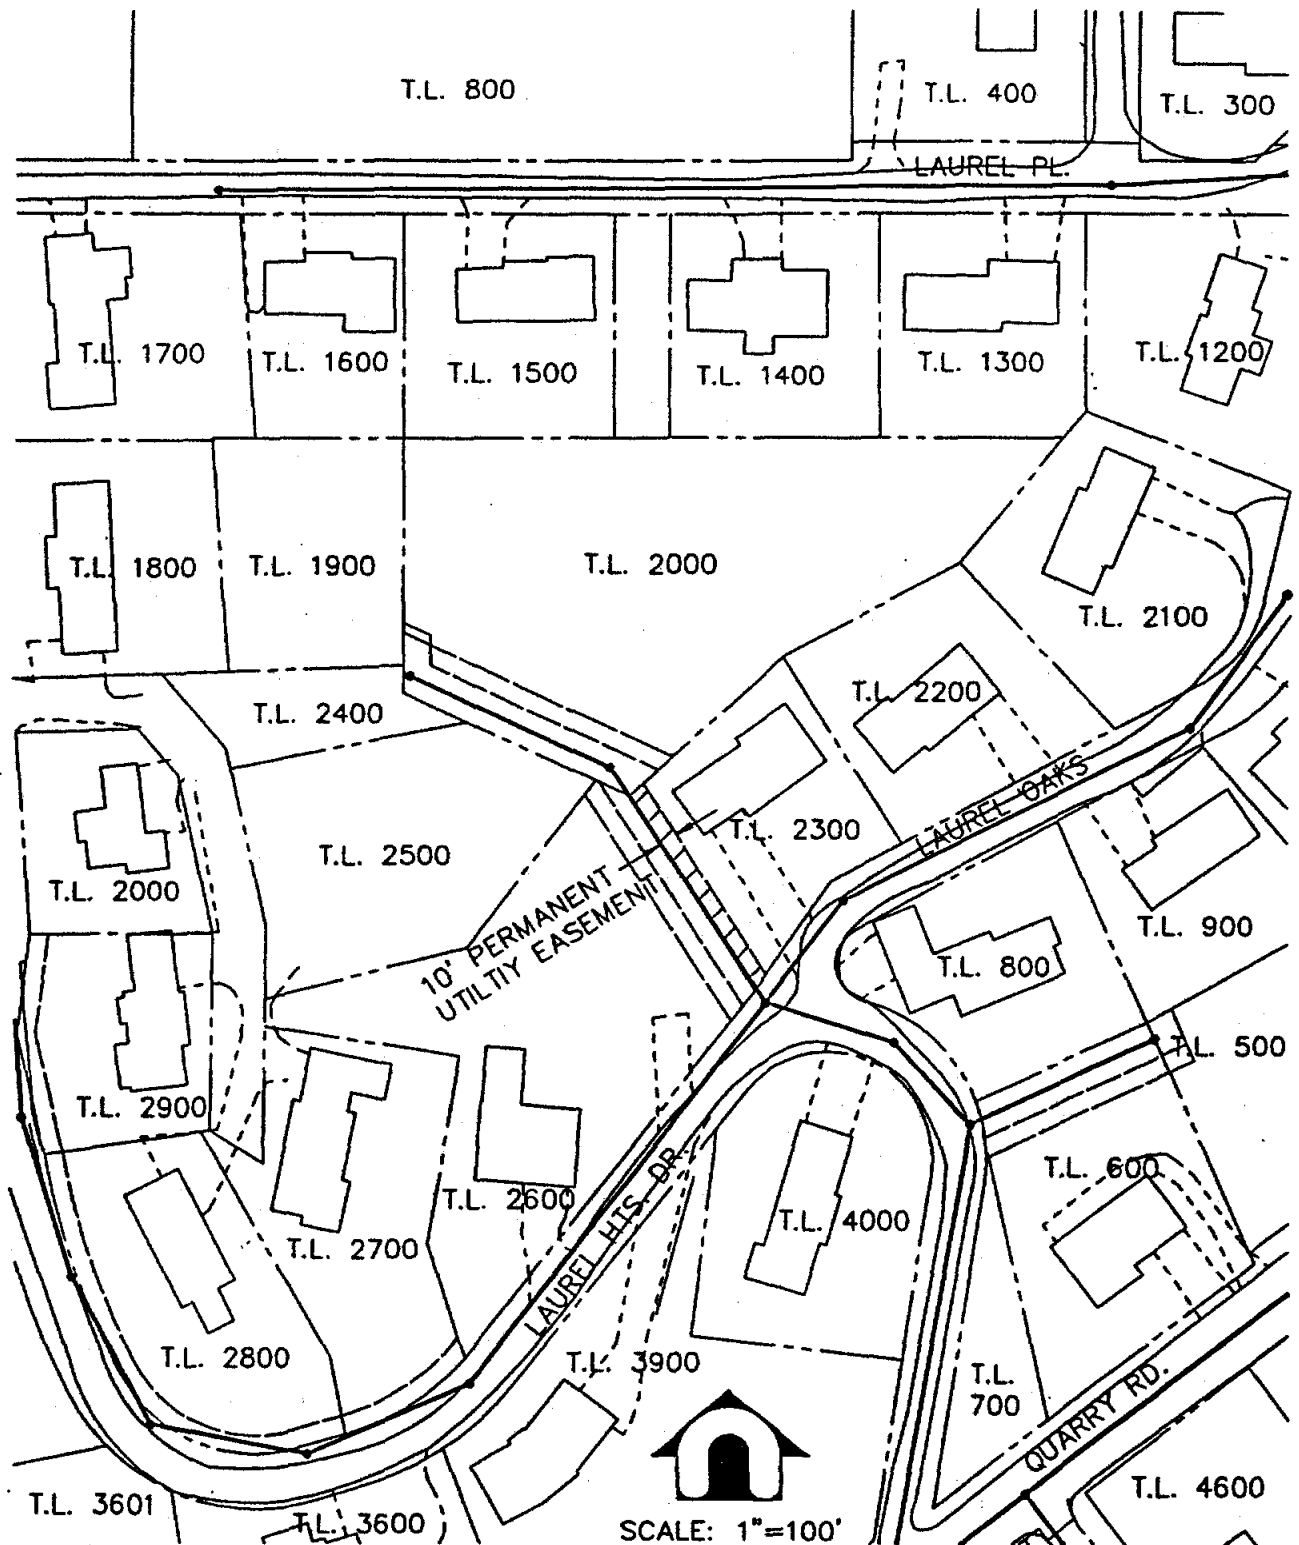 T.L. 800
T.L. 400
T.L. 300
LAUREL PL.
T.L. 1700
T.L. 1600
T.L. 1500
T.L. 1400
T.L. 1300
T.L. 1200
T.L. 1800
T.L. 1900
T.L. 2000
T.L. 2100
T.L. 2200
T.L. 2400
LAUREL OAKS
T.L. 2300
T.L. 2500
T.L. 2000
10' PERMANENT
UTILTIY EASEMENT
T.L. 900
T.L. 800
T.L. 500
T.L. 2900
T.L. 600
T.L. 2600
T.L. 4000
T.L. 2700
LAUREL HTS. DR.
T.L. 2800
T.L. 3900
T.L.
700
QUARRY RD.
T.L. 4600
T.L. 3601
T.L. 3600
SCALE: 1"=100'